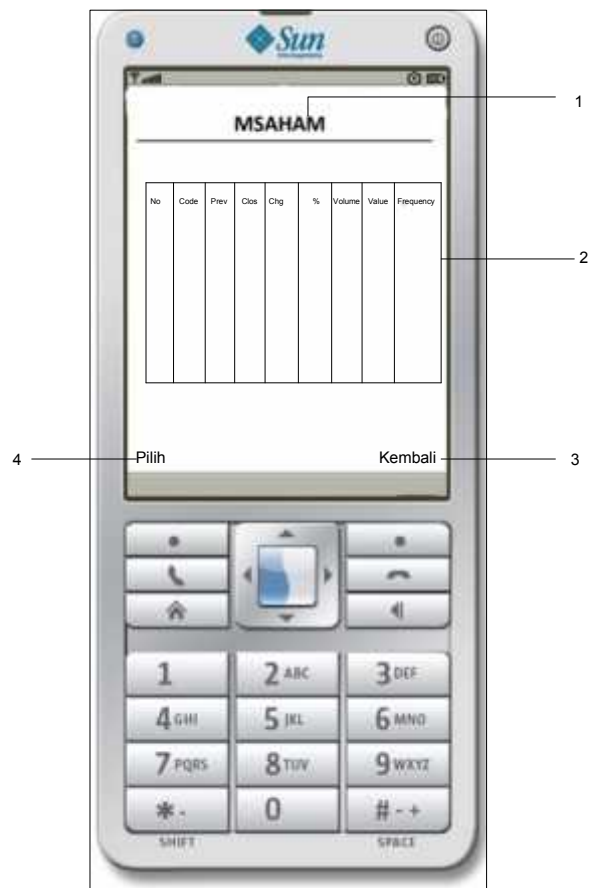 Sun
1
MSAHAM
No Code Prev Clos Chg % Volume Value Frequency
2
4
Pilih Kembali
3
1 2 ABC 3 DEF
4 GHI 5 JKL 6 MNO
7 PQRS 8 TUV 9 WXYZ
* - 0 # - +
SHIFT SPACE